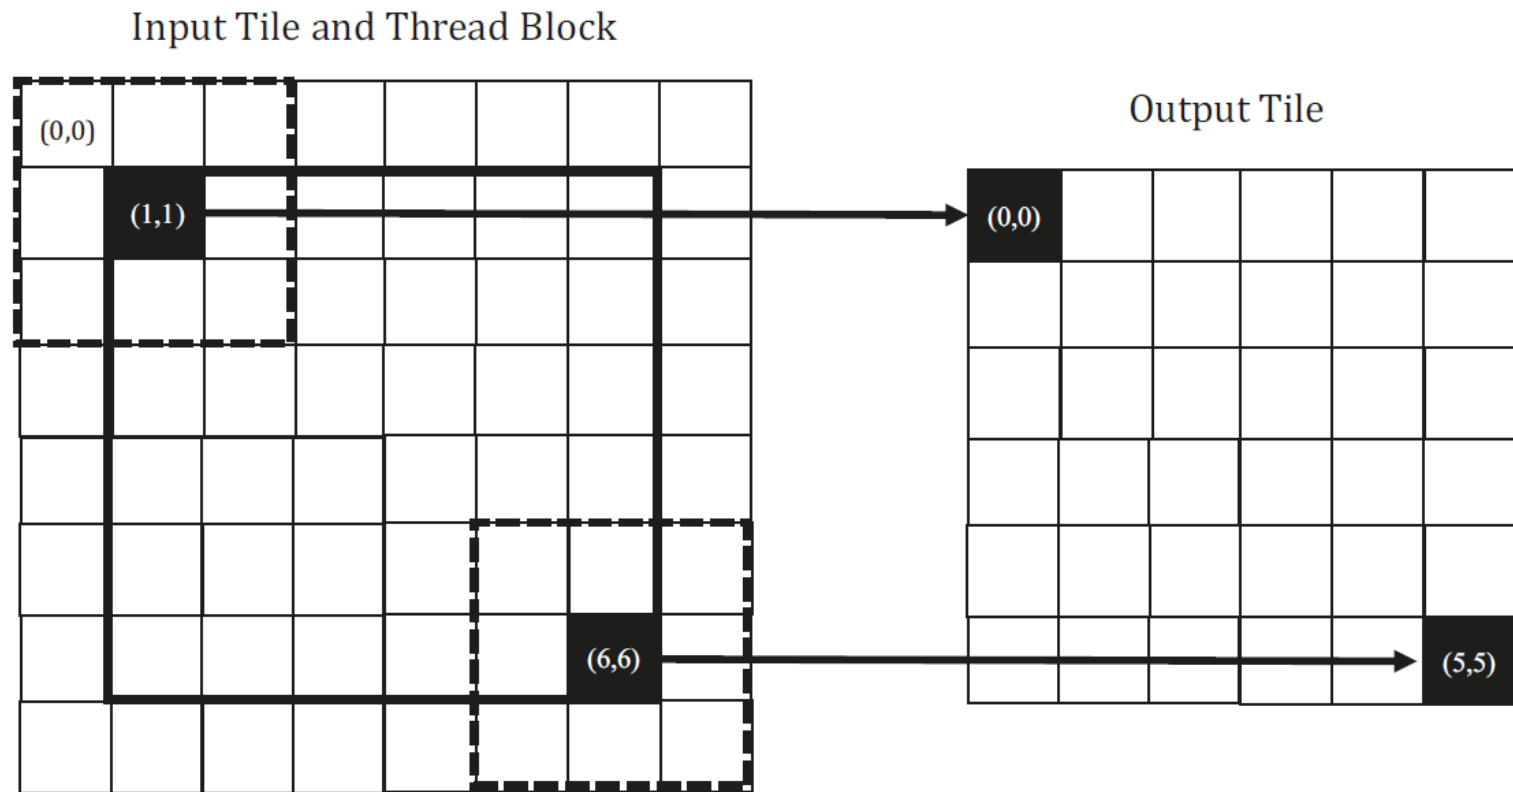 Input Tile and Thread Block
Output Tile
(0,0)
(1,1)
(0,0)
(6,6)
(5,5)